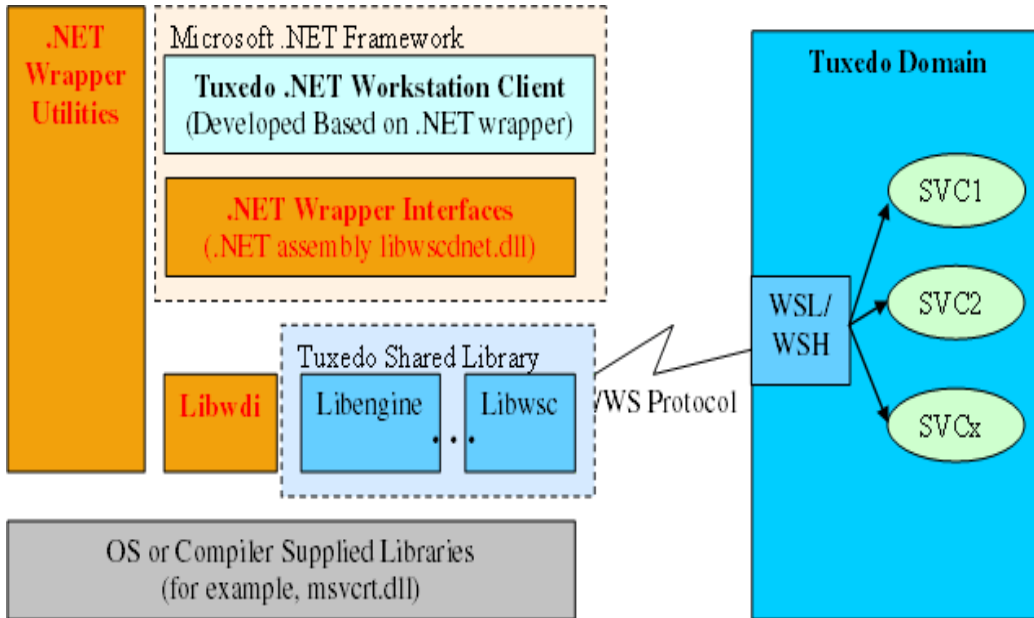 .NET
Wrapper
Utilities
Microsoft .NET Framework
Tuxedo .NET Workstation Client
(Developed Based on .NET wrapper)
.NET Wrapper Interfaces
(.NET assembly libwscdnet.dll)
Tuxedo Shared Library
Libwdi
Libengine
...
Libwsc
/WS Protocol
OS or Compiler Supplied Libraries
(for example, msvcrt.dll)
Tuxedo Domain
WSL/
WSH
SVC1
SVC2
SVCx